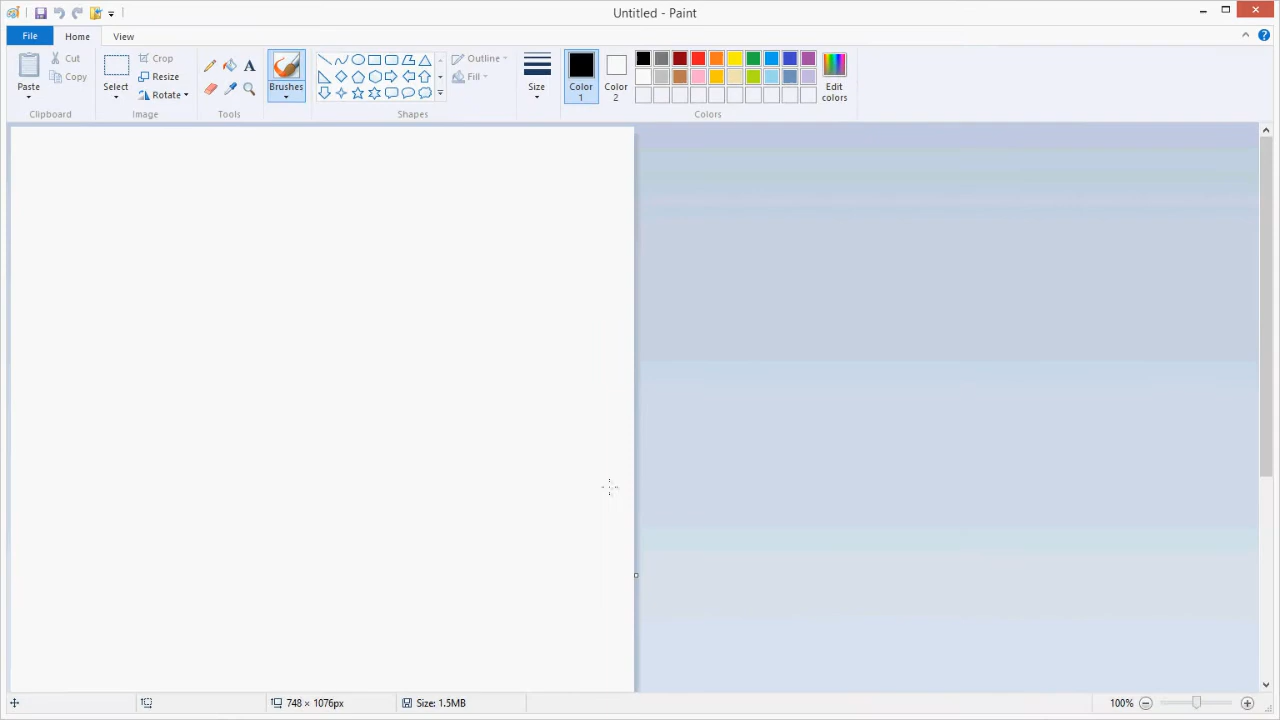 Untitled - Paint
File Home View
Paste
Cut
Copy
Clipboard
Select
Crop
Resize
Rotate
Image
A
Tools
Brushes
Outline
Fill
Shapes
Size
Color 1
Color 2
Edit colors
Colors
748 × 1076px
Size: 1.5MB
100%